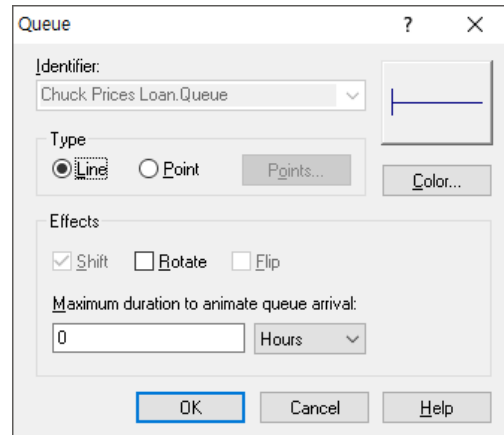 Queue ?
Identifier:
Chuck Prices Loan.Queue
Type
Line Point Points...
Color...
Effects
Shift Rotate Flip
Maximum duration to animate queue arrival:
0 Hours
OK Cancel Help